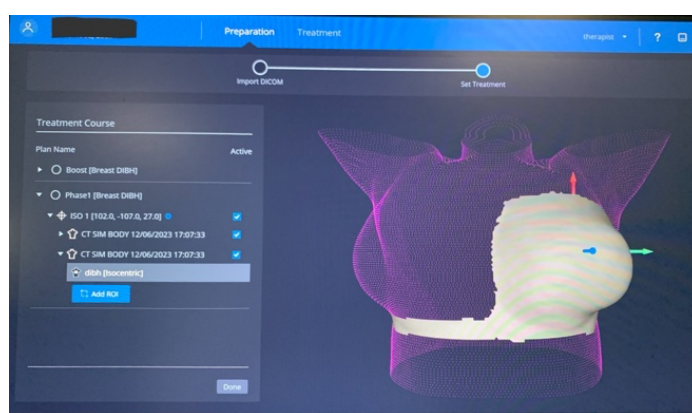 Preparation Treatment therapist ?
Import DICOM Set Treatment
Treatment Course
Plan Name Active
Boost [Breast DIBH]
Phase1 [Breast DIBH]
ISO 1 [102.0, -107.0, 27.0]
CT SIM BODY 12/06/2023 17:07:33
CT SIM BODY 12/06/2023 17:07:33
dibh [Isocentric]
Add ROI
Done